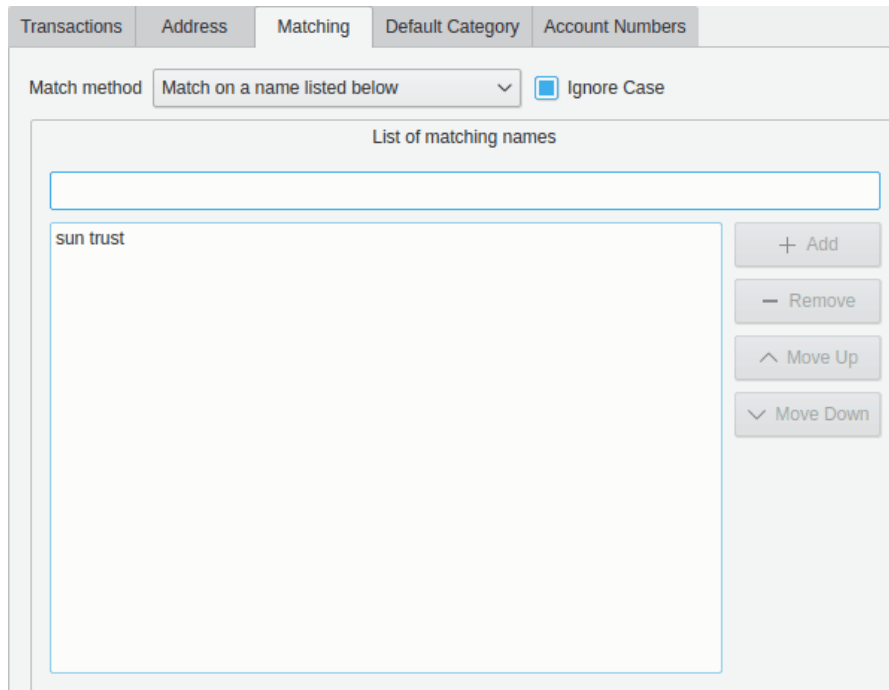 Transactions Address Matching Default Category Account Numbers
Match method Match on a name listed below Ignore Case
List of matching names
sun trust
Add
Remove
Move Up
Move Down